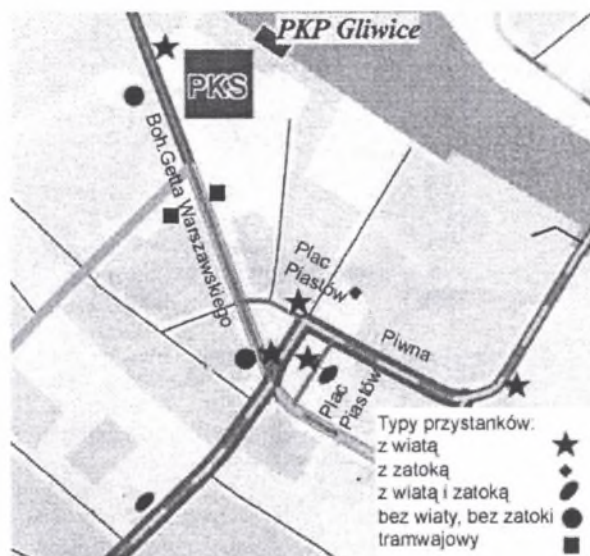 PKP Gliwice
PKS
Boh.Getta Warszawskiego
Plac
Piastów
Piwna
Plac
Piastów
Typy przystanków:
z wiatą
z zatoką
z wiatą i zatoką
bez wiaty, bez zatoki
tramwajowy